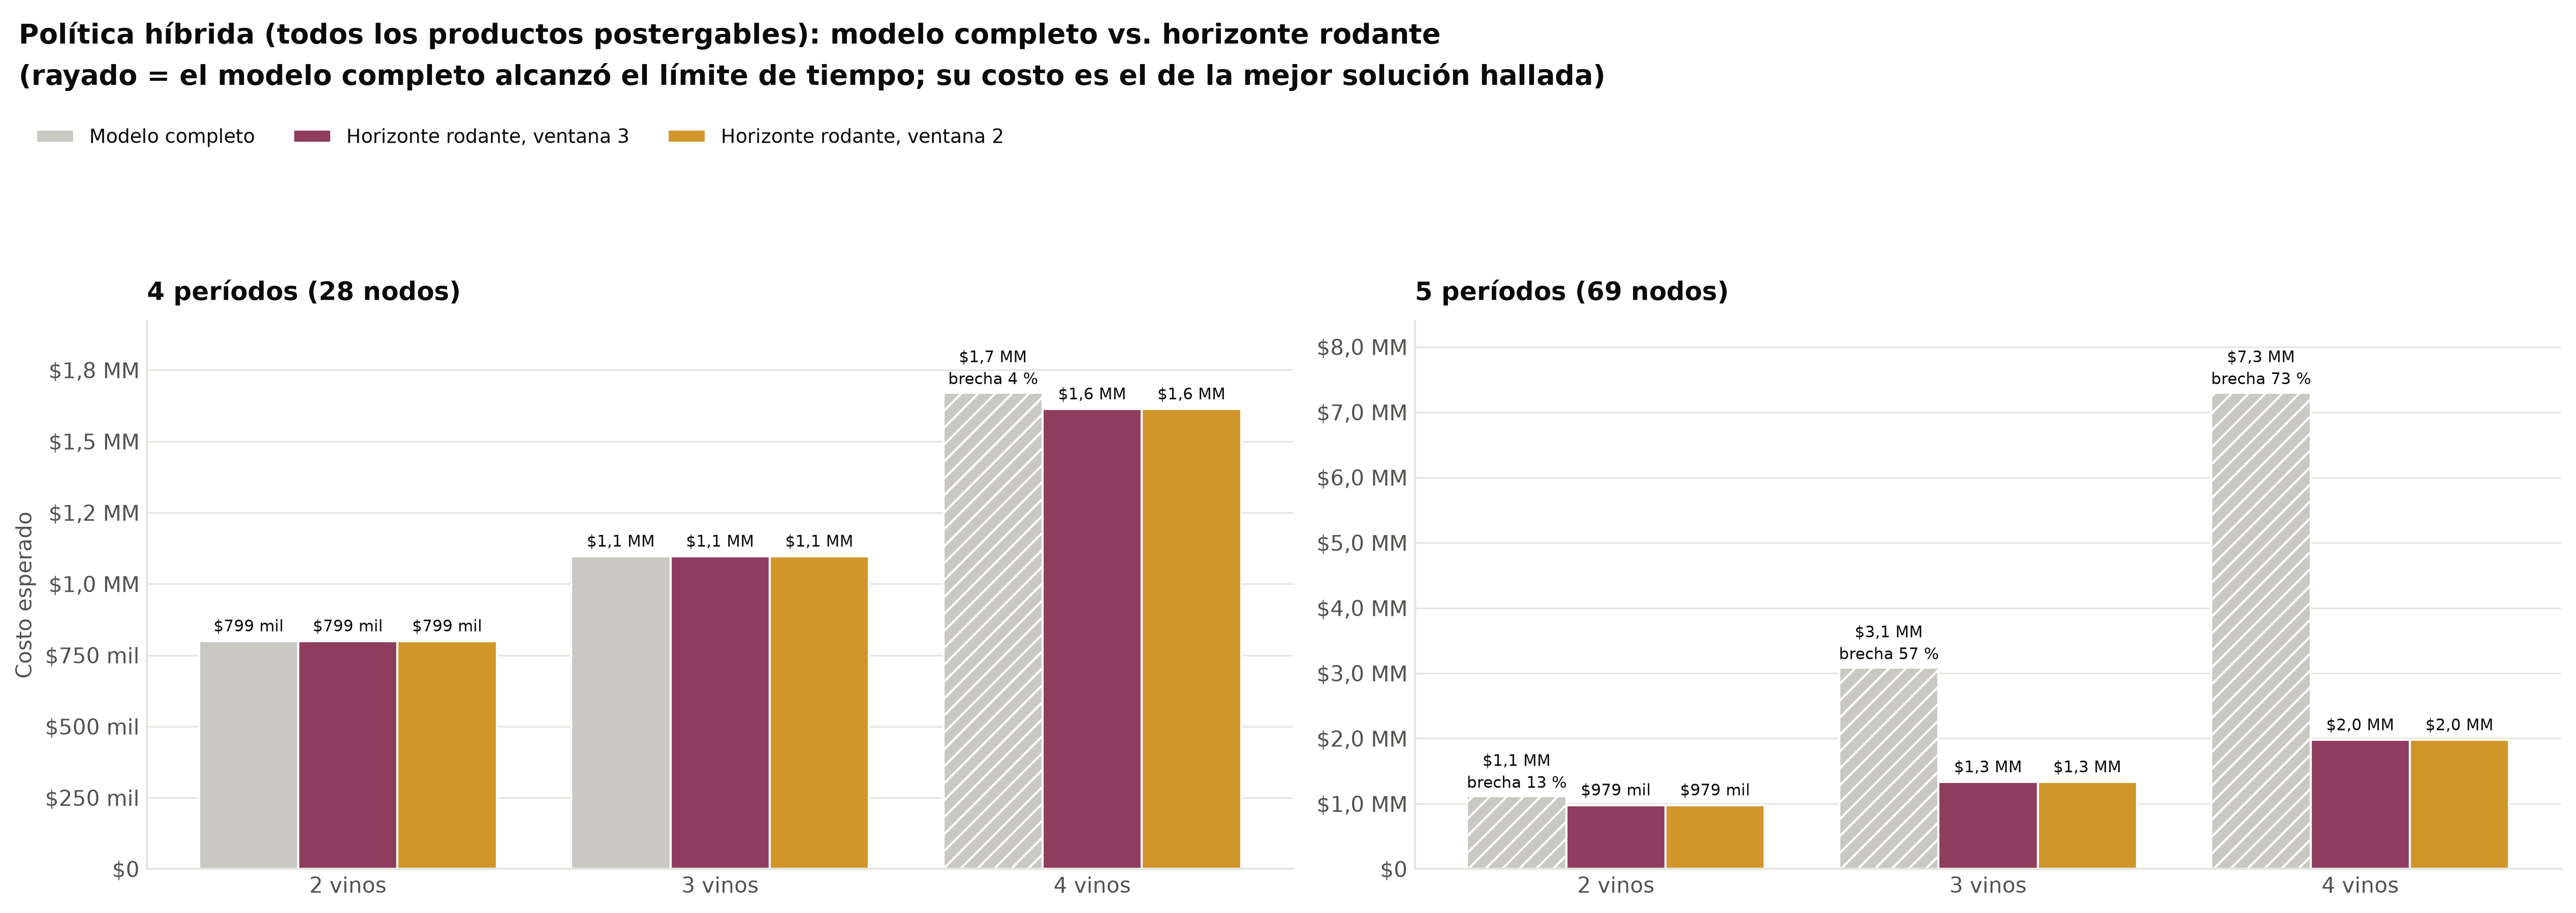 Política híbrida (todos los productos postergables): modelo completo vs. horizonte rodante
(rayado = el modelo completo alcanzó el límite de tiempo; su costo es el de la mejor solución hallada)
Modelo completo
Horizonte rodante, ventana 3
Horizonte rodante, ventana 2
4 períodos (28 nodos)
Costo esperado
$1,8 MM
$1,5 MM
$1,2 MM
$1,0 MM
$750 mil
$500 mil
$250 mil
$0
$799 mil
$799 mil
$799 mil
$1,1 MM
$1,1 MM
$1,1 MM
$1,7 MM
brecha 4 %
$1,6 MM
$1,6 MM
2 vinos
3 vinos
4 vinos
5 períodos (69 nodos)
$8,0 MM
$7,0 MM
$6,0 MM
$5,0 MM
$4,0 MM
$3,0 MM
$2,0 MM
$1,0 MM
$0
$1,1 MM
brecha 13 %
$979 mil
$979 mil
$3,1 MM
brecha 57 %
$1,3 MM
$1,3 MM
$7,3 MM
brecha 73 %
$2,0 MM
$2,0 MM
2 vinos
3 vinos
4 vinos